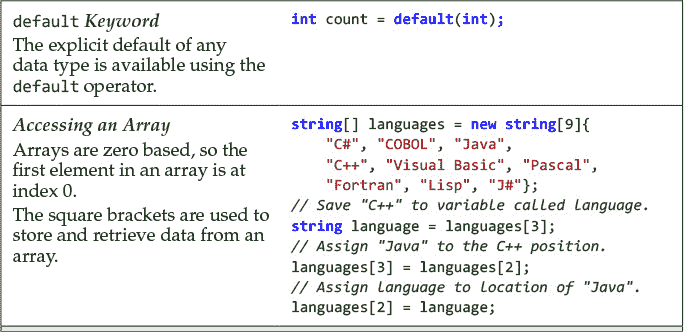 default Keyword
The explicit default of any
data type is available using the
default operator.
int count = default(int);
Accessing an Array
Arrays are zero based, so the
first element in an array is at
index 0.
The square brackets are used to
store and retrieve data from an
array.
string[] languages = new string[9]{
"C#", "COBOL", "Java",
"C++", "Visual Basic", "Pascal",
"Fortran", "Lisp", "J#"};
// Save "C++" to variable called language.
string language = languages[3];
// Assign "Java" to the C++ position.
languages[3] = languages[2];
// Assign language to location of "Java".
languages[2] = language;